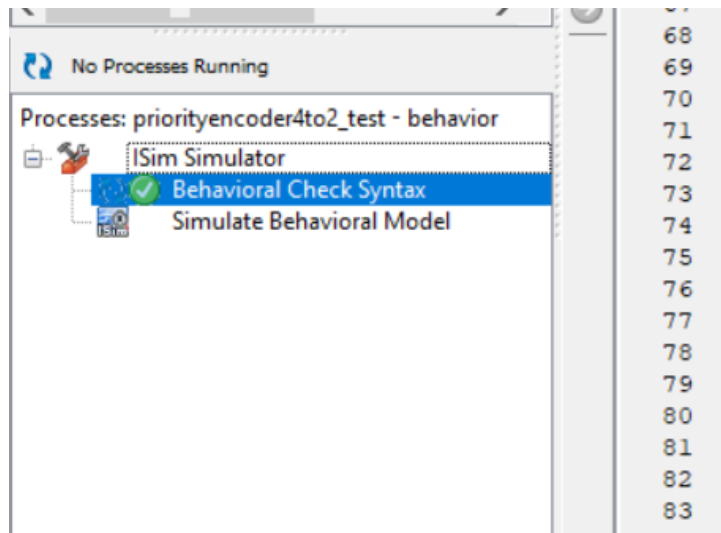 No Processes Running
Processes: priorityencoder4to2_test - behavior
ISim Simulator
Behavioral Check Syntax
ISim
Simulate Behavioral Model
68
69
70
71
72
73
74
75
76
77
78
79
80
81
82
83